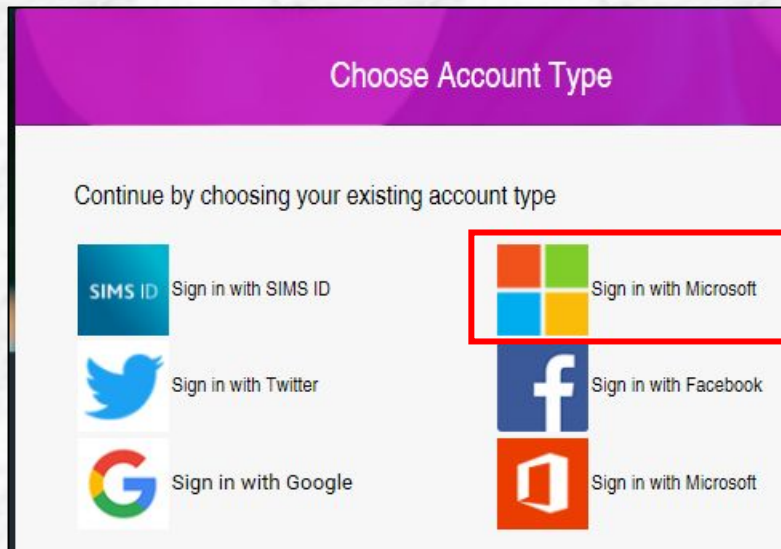 Choose Account Type
Continue by choosing your existing account type
SIMS ID Sign in with SIMS ID
Sign in with Microsoft
Sign in with Twitter
Sign in with Facebook
Sign in with Google
Sign in with Microsoft